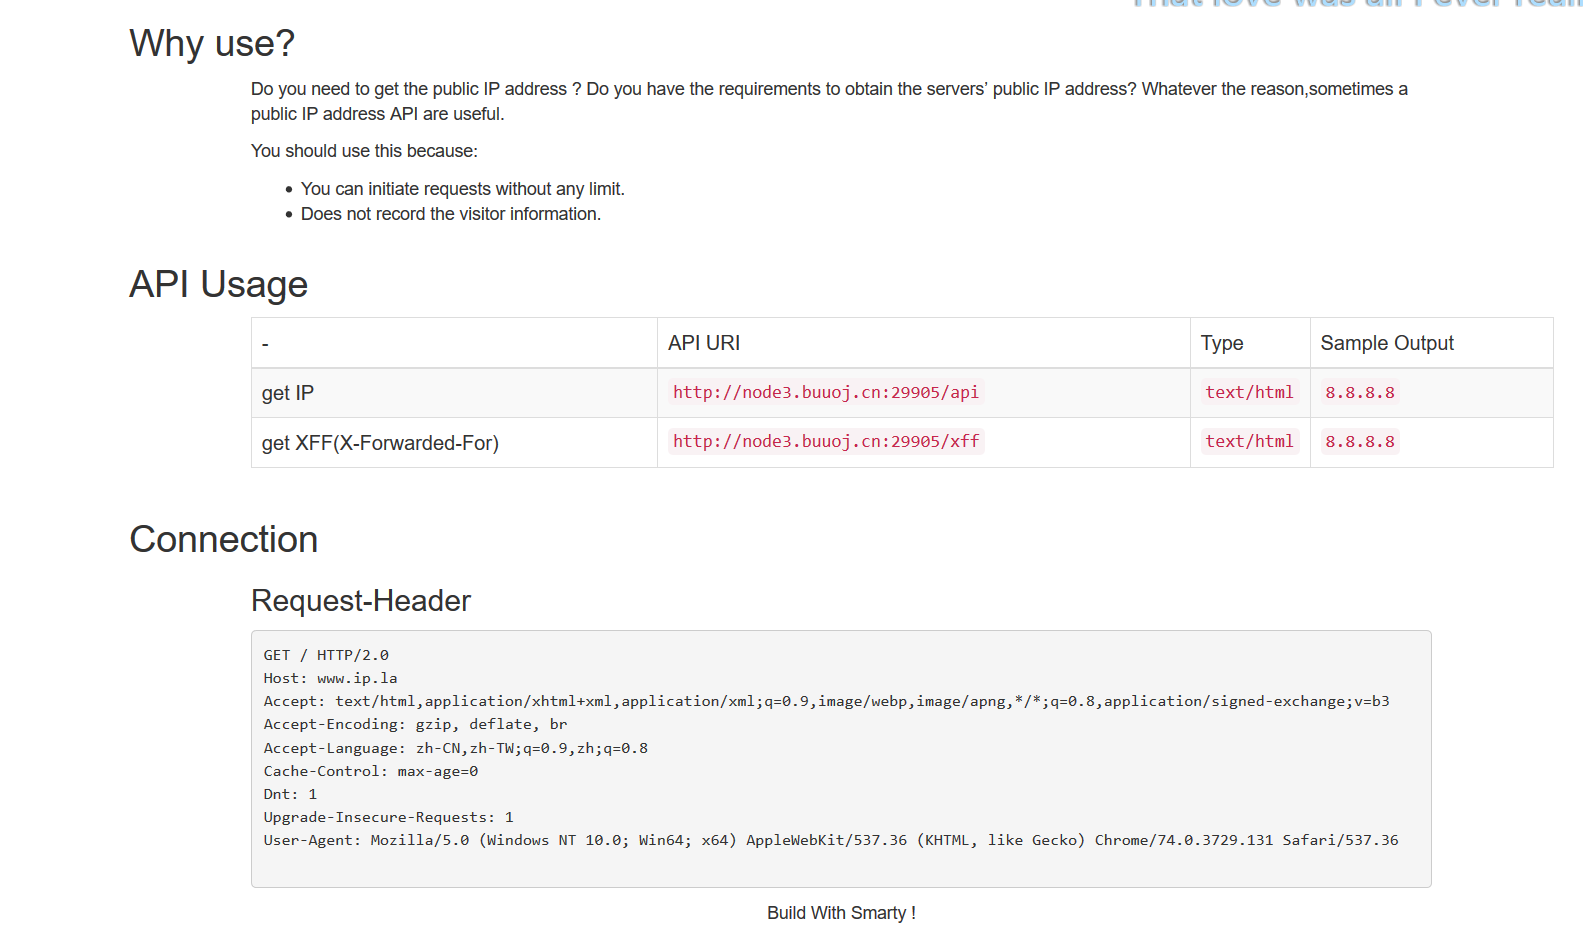 That love was all I ever
Why use?
Do you need to get the public IP address ? Do you have the requirements to obtain the servers’ public IP address? Whatever the reason,sometimes a
public IP address API are useful.
You should use this because:
• You can initiate requests without any limit.
• Does not record the visitor information.
API Usage
- API URI Type Sample Output
get IP http://node3.buuoj.cn:29905/api text/html 8.8.8.8
get XFF(X-Forwarded-For) http://node3.buuoj.cn:29905/xff text/html 8.8.8.8
Connection
Request-Header
GET / HTTP/2.0
Host: www.ip.la
Accept: text/html,application/xhtml+xml,application/xml;q=0.9,image/webp,image/apng,*/*;q=0.8,application/signed-exchange;v=b3
Accept-Encoding: gzip, deflate, br
Accept-Language: zh-CN,zh-TW;q=0.9,zh;q=0.8
Cache-Control: max-age=0
Dnt: 1
Upgrade-Insecure-Requests: 1
User-Agent: Mozilla/5.0 (Windows NT 10.0; Win64; x64) AppleWebKit/537.36 (KHTML, like Gecko) Chrome/74.0.3729.131 Safari/537.36
Build With Smarty !